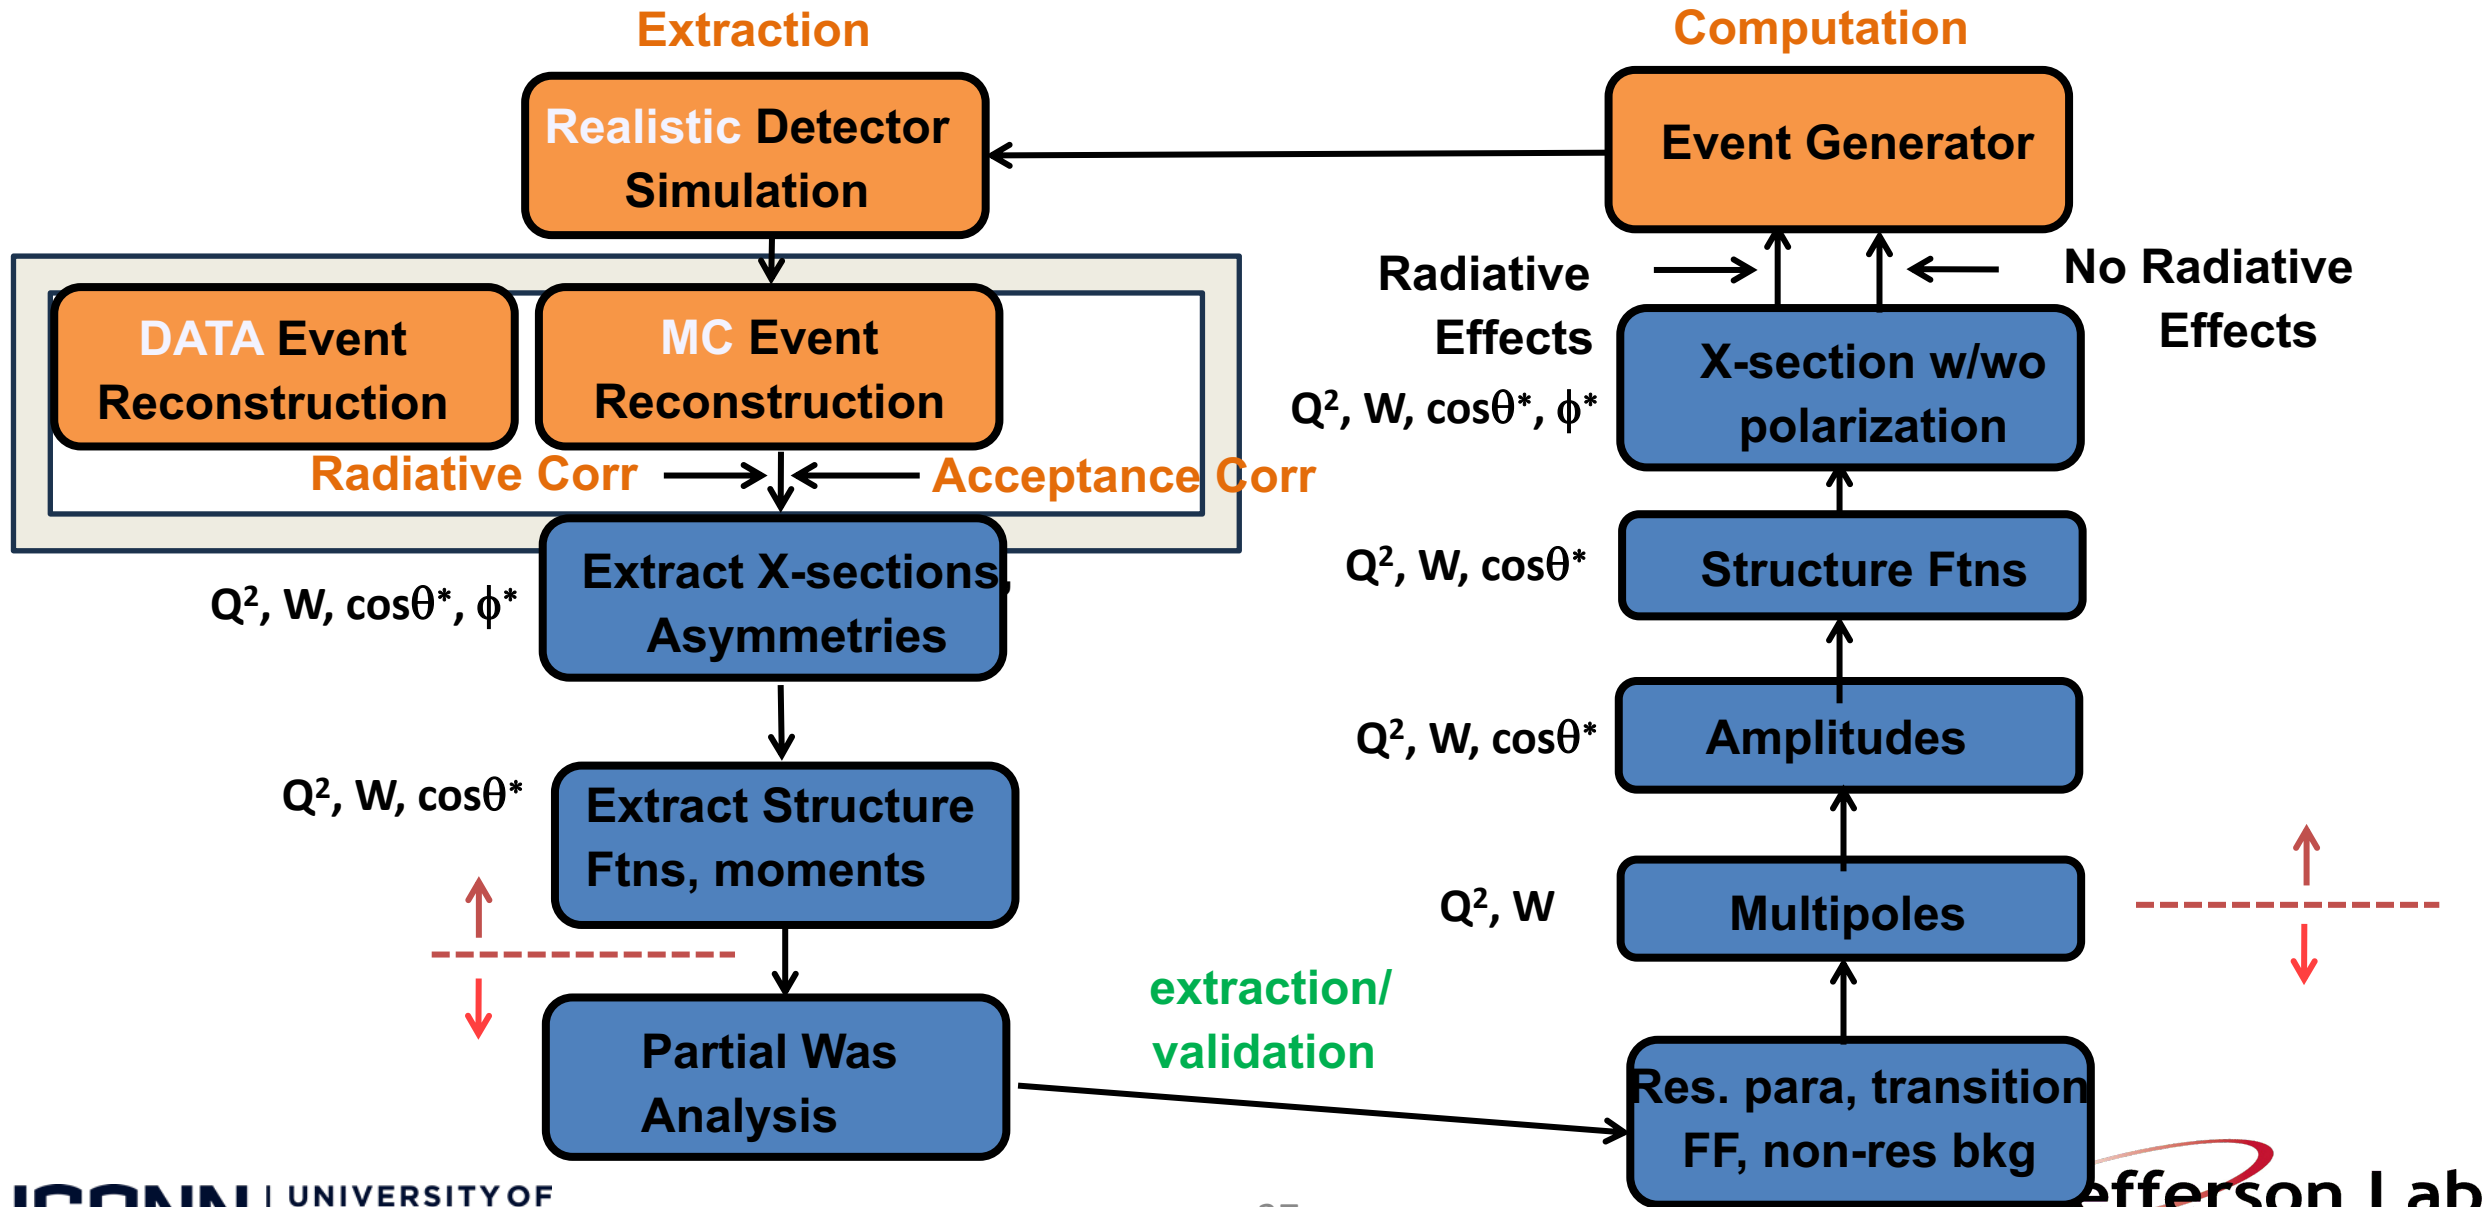 Extraction
Computation
Realistic Detector
Simulation
Event Generator
Radiative
Effects
No Radiative
Effects
DATA Event
Reconstruction
MC Event
Reconstruction
X-section w/wo
polarization
Q², W, cosθ*, ϕ*
Radiative Corr
Acceptance Corr
Extract X-sections,
Asymmetries
Q², W, cosθ*, ϕ*
Q², W, cosθ*
Structure Ftns
Q², W, cosθ*
Amplitudes
Q², W, cosθ*
Extract Structure
Ftns, moments
Q², W
Multipoles
extraction/
validation
Partial Was
Analysis
Res. para, transition
FF, non-res bkg
UNIVERSITY OF
efferson Lab